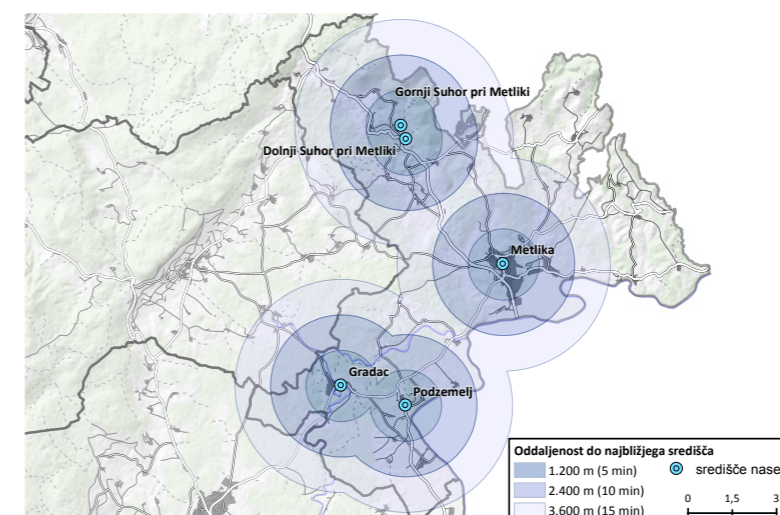 Gornji Suhor pri Metliki
Dolnji Suhor pri Metliki
Metlika
Gradac
Podzemelj
Oddaljenost do najbližjega središča
1.200 m (5 min)
središče nase
2.400 m (10 min)
3.600 m (15 min)
0 1,5 3